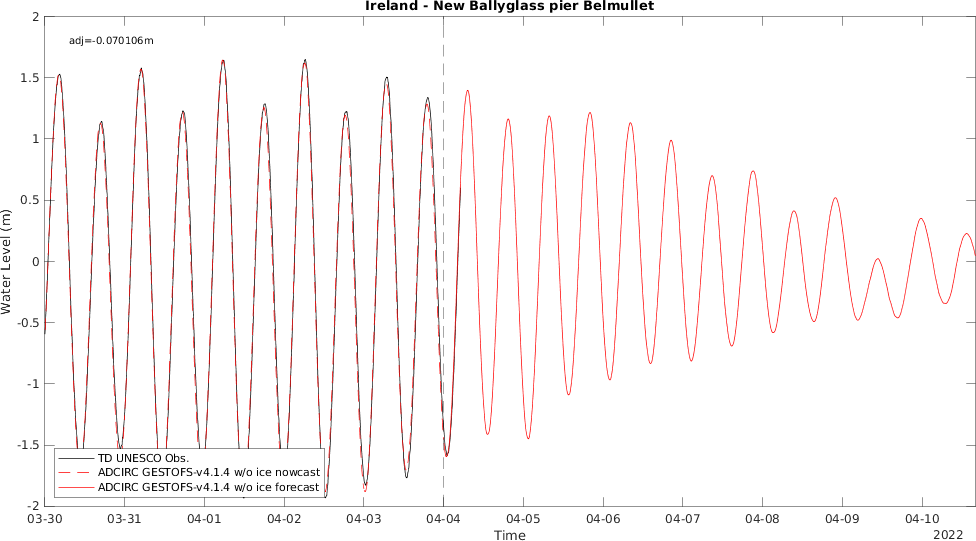 Ireland - New Ballyglass pier Belmullet
adj=-0.070106m
2
1.5
1
0.5
0
-0.5
-1
-1.5
-2
Water Level (m)
TD UNESCO Obs.
ADCIRC GESTOFS-v4.1.4 w/o ice nowcast
ADCIRC GESTOFS-v4.1.4 w/o ice forecast
03-30 03-31 04-01 04-02 04-03 04-04 04-05 04-06 04-07 04-08 04-09 04-10
Time
2022